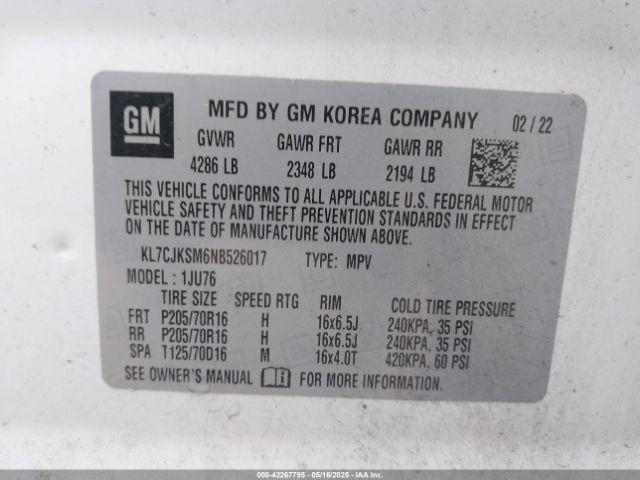 GM
MFD BY GM KOREA COMPANY 02 / 22
GVWR GAWR FRT GAWR RR
4286 LB 2348 LB 2194 LB
THIS VEHICLE CONFORMS TO ALL APPLICABLE U.S. FEDERAL MOTOR
VEHICLE SAFETY AND THEFT PREVENTION STANDARDS IN EFFECT
ON THE DATE OF MANUFACTURE SHOWN ABOVE.
KL7CJKSM6NB526017 TYPE: MPV
MODEL : 1JU76
TIRE SIZE SPEED RTG RIM COLD TIRE PRESSURE
FRT P205/70R16 H 16x6.5J 240KPA, 35 PSI
RR P205/70R16 H 16x6.5J 240KPA, 35 PSI
SPA T125/70D16 M 16x4.0T 420KPA, 60 PSI
SEE OWNER'S MANUAL FOR MORE INFORMATION
000-42267795 - 05/16/2025 - IAAI.COM